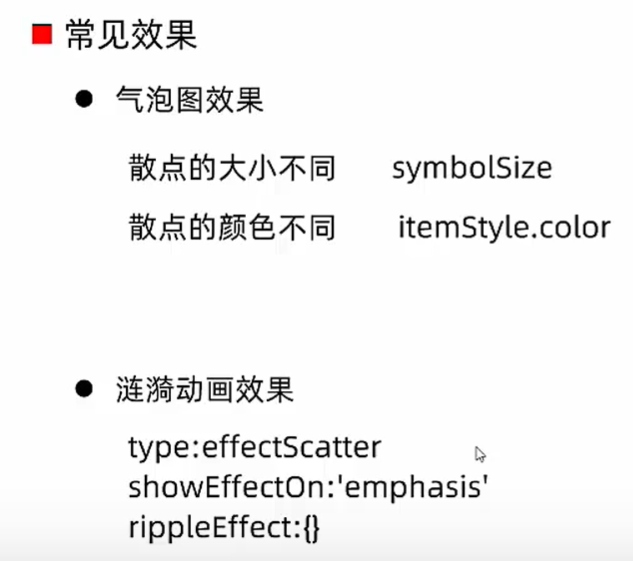 常见效果
气泡图效果
散点的大小不同 symbolSize
散点的颜色不同 itemStyle.color
涟漪动画效果
type:effectScatter
showEffectOn:'emphasis'
rippleEffect:{}